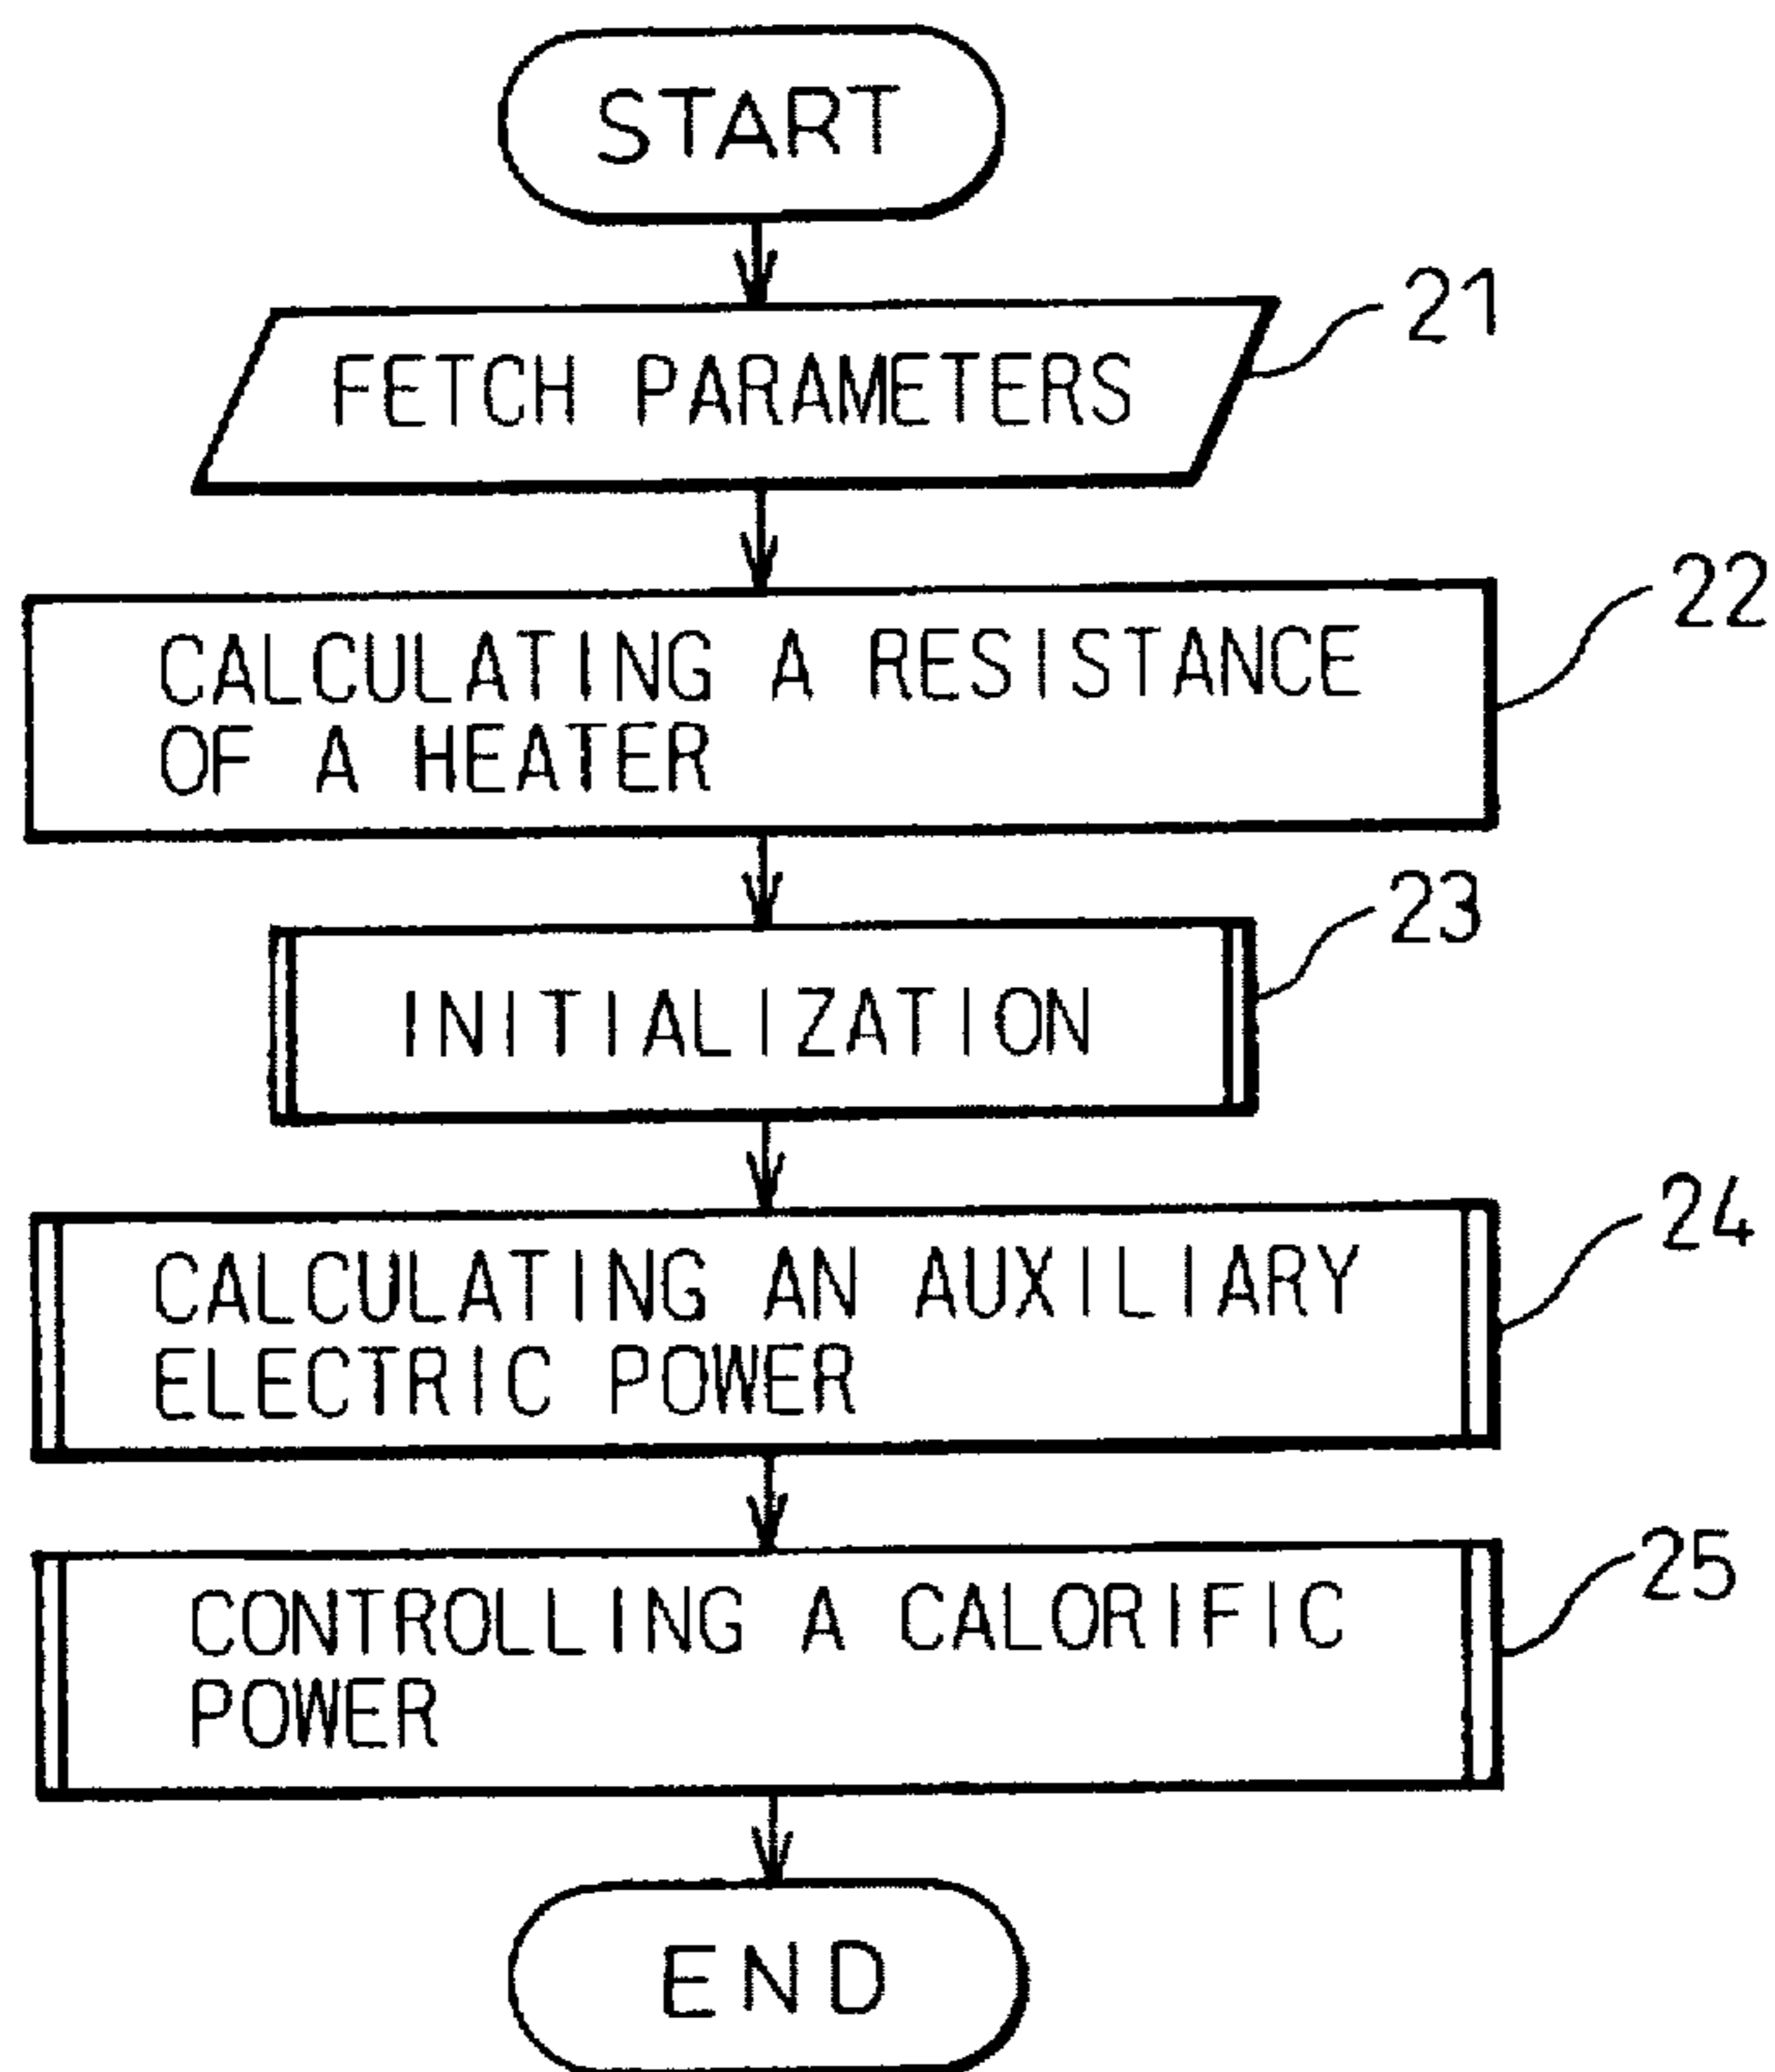 START
FETCH PARAMETERS
21
CALCULATING A RESISTANCE
OF A HEATER
22
INITIALIZATION
23
CALCULATING AN AUXILIARY
ELECTRIC POWER
24
CONTROLLING A CALORIFIC
POWER
25
END